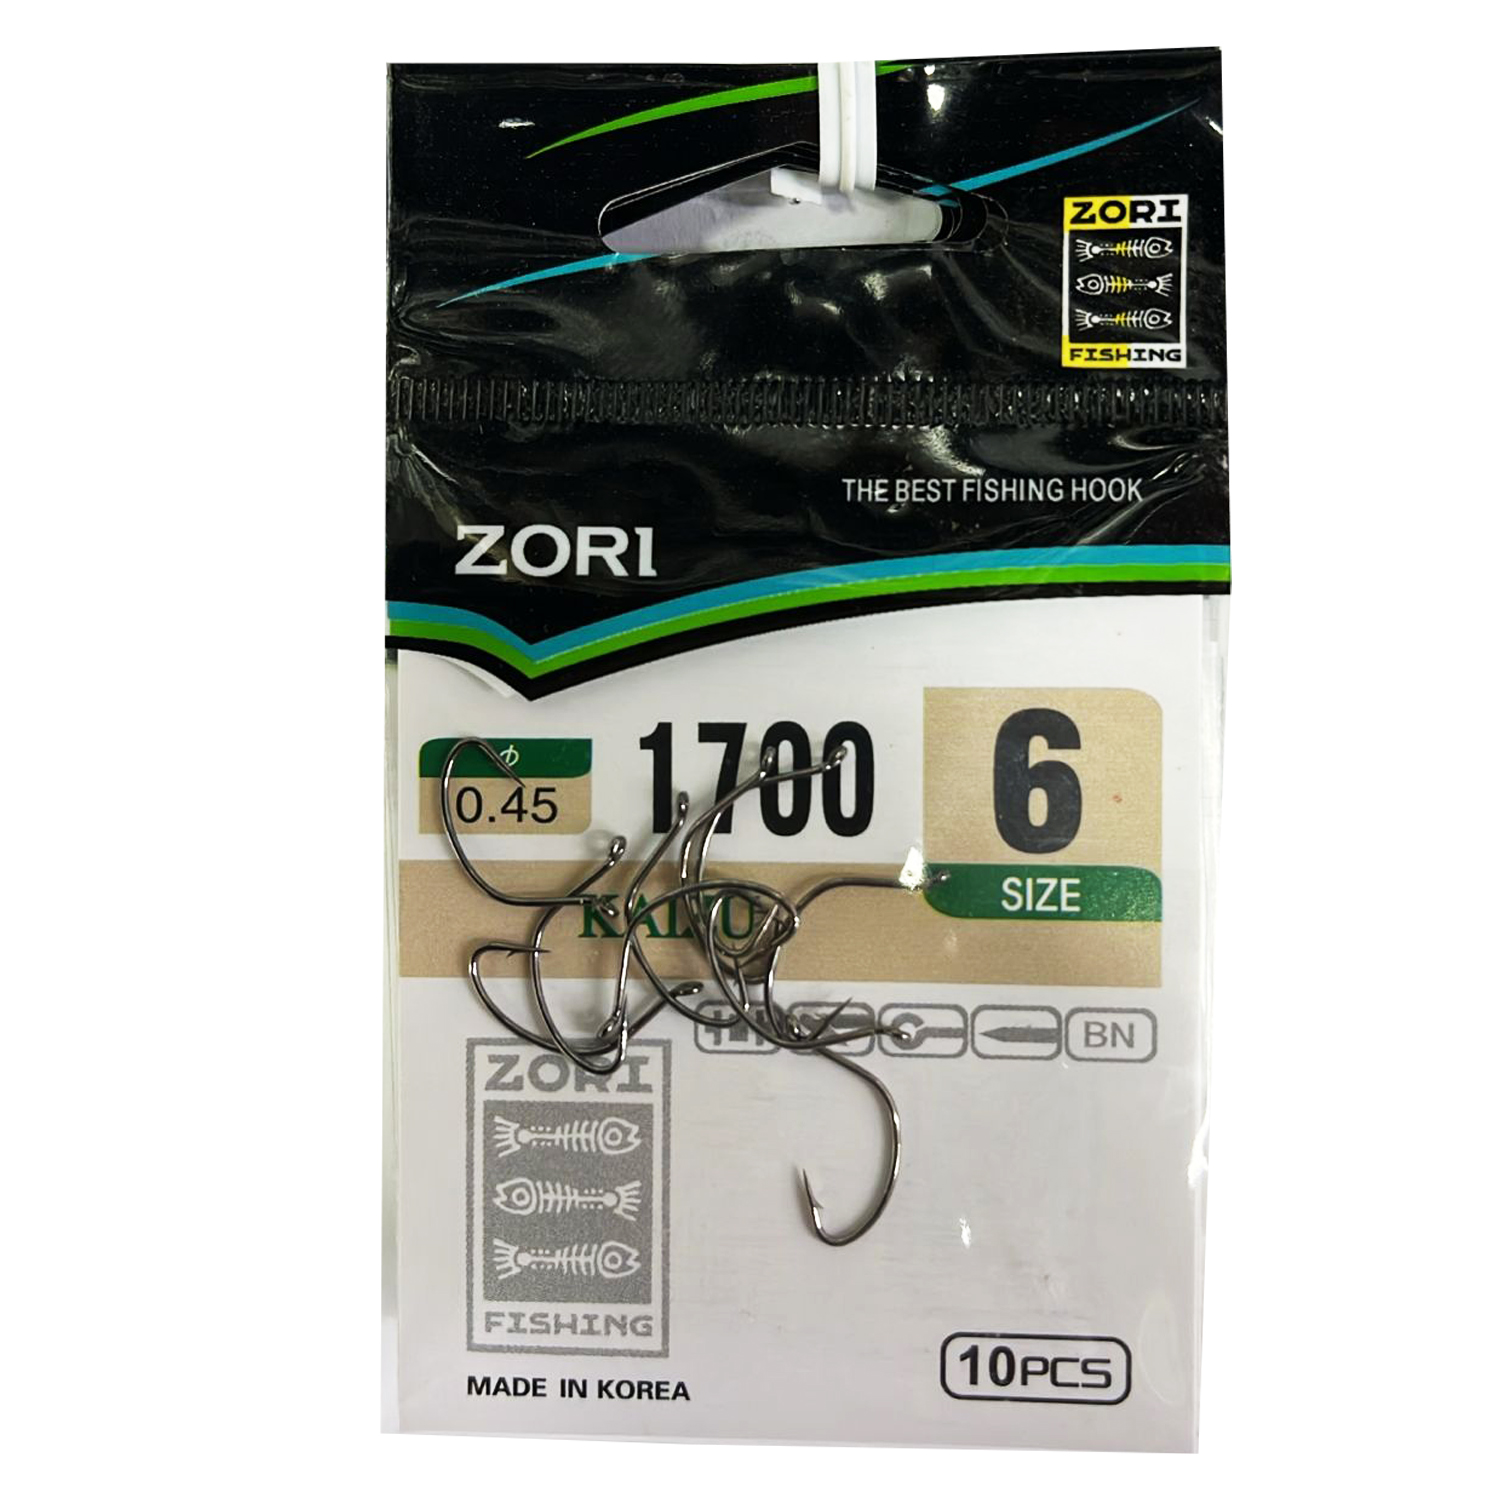 ZORI
FISHING
THE BEST FISHING HOOK
ZORI
Φ
0.45
1700
6
SIZE
BN
ZORI
FISHING
MADE IN KOREA
10PCS